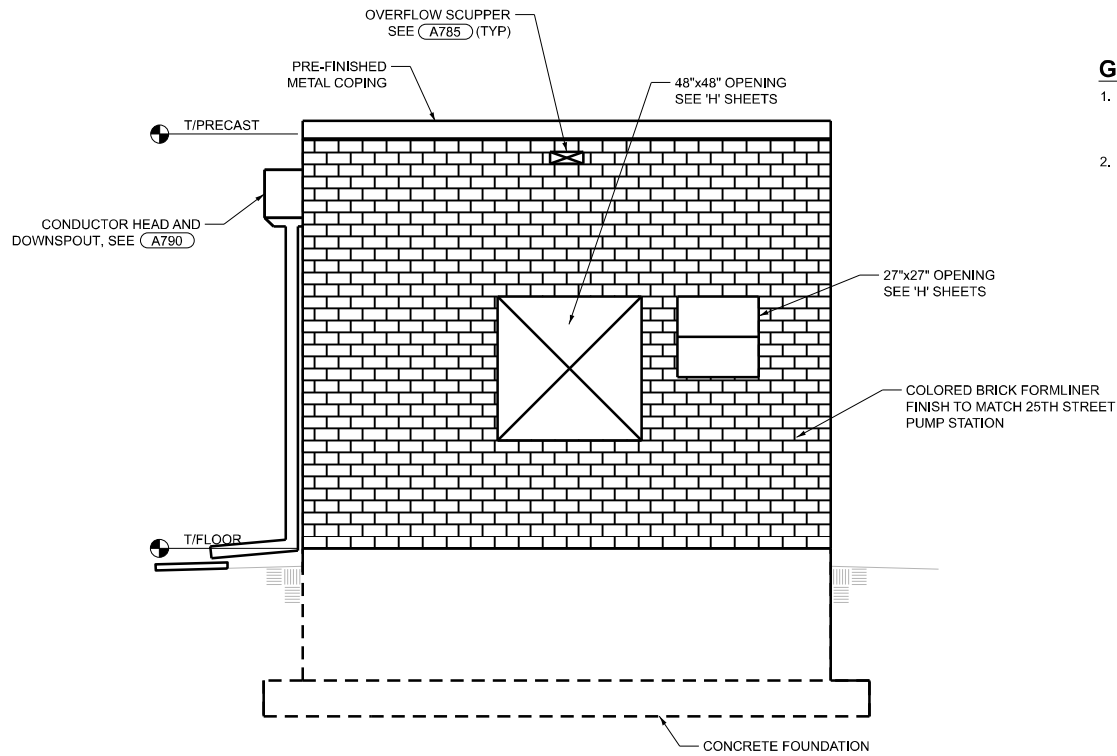 OVERFLOW SCUPPER
SEE A785 (TYP)
PRE-FINISHED
METAL COPING
48"x48" OPENING
SEE 'H' SHEETS
G
1.
2.
T/PRECAST
CONDUCTOR HEAD AND
DOWNSPOUT, SEE A790
27"x27" OPENING
SEE 'H' SHEETS
COLORED BRICK FORMLINER
FINISH TO MATCH 25TH STREET
PUMP STATION
T/FLOOR
CONCRETE FOUNDATION